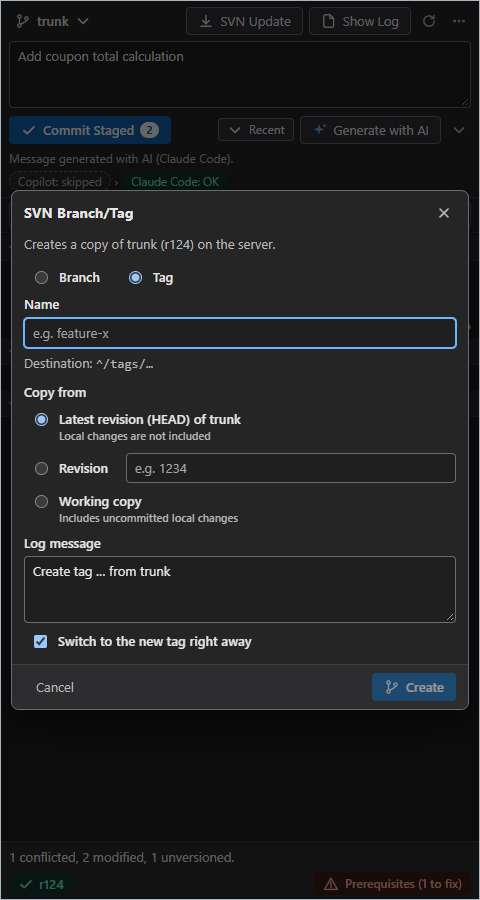 trunk
SVN Update
Show Log
Add coupon total calculation
Commit Staged 2
Recent
Generate with AI
Message generated with AI (Claude Code).
Copilot: skipped › Claude Code: OK
SVN Branch/Tag
Creates a copy of trunk (r124) on the server.
Branch
Tag
Name
e.g. feature-x
Destination: ^/tags/…
Copy from
Latest revision (HEAD) of trunk
Local changes are not included
Revision
e.g. 1234
Working copy
Includes uncommitted local changes
Log message
Create tag ... from trunk
Switch to the new tag right away
Cancel
Create
1 conflicted, 2 modified, 1 unversioned.
r124
Prerequisites (1 to fix)